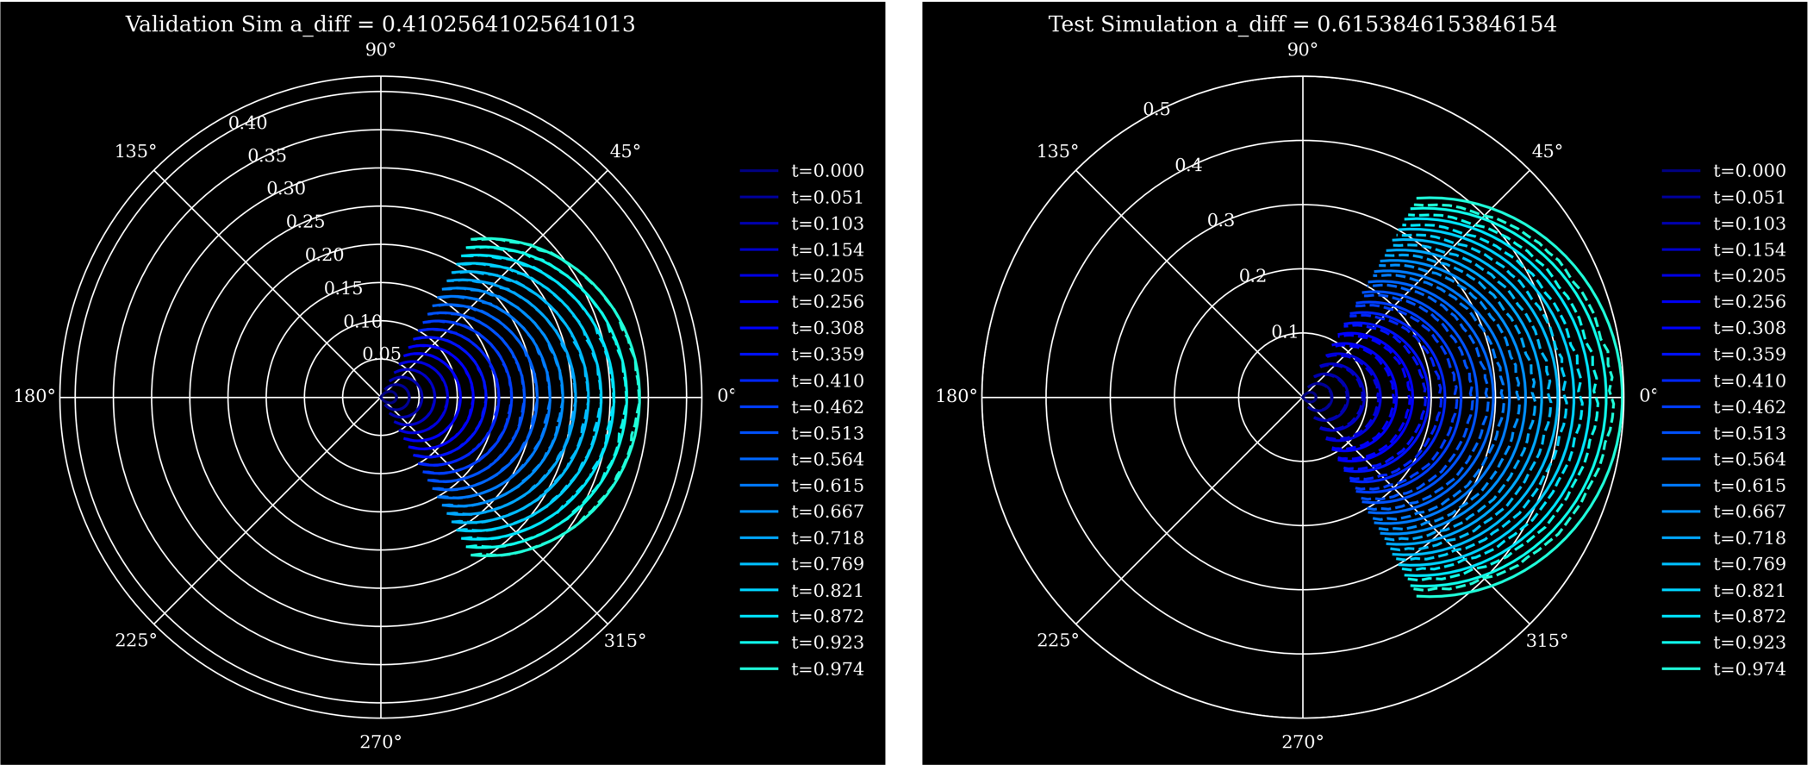 Validation Sim a_diff = 0.41025641025641013
90°
135°
45°
180°
0°
225°
315°
270°
0.40
0.35
0.30
0.25
0.20
0.15
0.10
0.05
t=0.000
t=0.051
t=0.103
t=0.154
t=0.205
t=0.256
t=0.308
t=0.359
t=0.410
t=0.462
t=0.513
t=0.564
t=0.615
t=0.667
t=0.718
t=0.769
t=0.821
t=0.872
t=0.923
t=0.974
Test Simulation a_diff = 0.6153846153846154
90°
135°
45°
180°
0°
225°
315°
270°
0.5
0.4
0.3
0.2
0.1
t=0.000
t=0.051
t=0.103
t=0.154
t=0.205
t=0.256
t=0.308
t=0.359
t=0.410
t=0.462
t=0.513
t=0.564
t=0.615
t=0.667
t=0.718
t=0.769
t=0.821
t=0.872
t=0.923
t=0.974